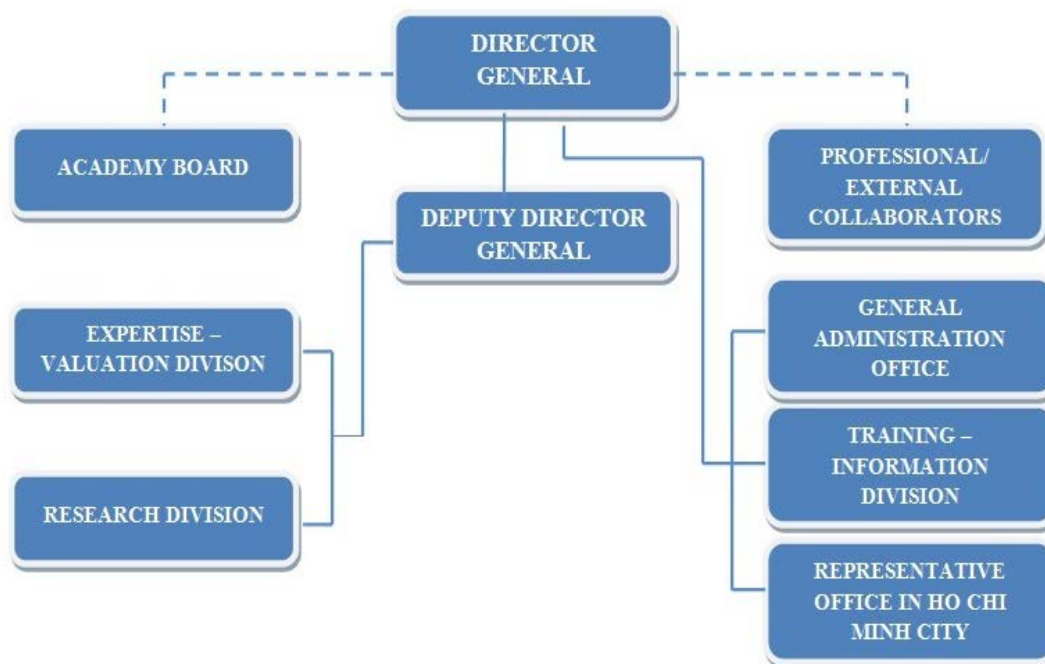 DIRECTOR
GENERAL
ACADEMY BOARD
PROFESSIONAL/
EXTERNAL
COLLABORATORS
DEPUTY DIRECTOR
GENERAL
EXPERTISE –
VALUATION DIVISON
GENERAL
ADMINISTRATION
OFFICE
TRAINING –
INFORMATION
DIVISION
RESEARCH DIVISION
REPRESENTATIVE
OFFICE IN HO CHI
MINH CITY